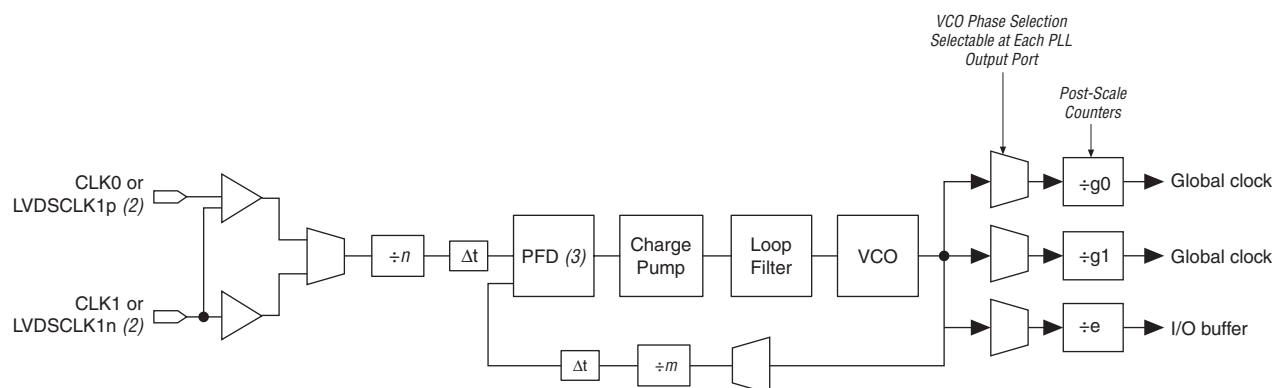 VCO Phase Selection
Selectable at Each PLL
Output Port
Post-Scale
Counters
CLK0 or
LVDSCLK1p (2)
÷g0
Global clock
÷n
Δt
PFD (3)
Charge
Pump
Loop
Filter
VCO
÷g1
Global clock
CLK1 or
LVDSCLK1n (2)
÷e
I/O buffer
Δt
÷m